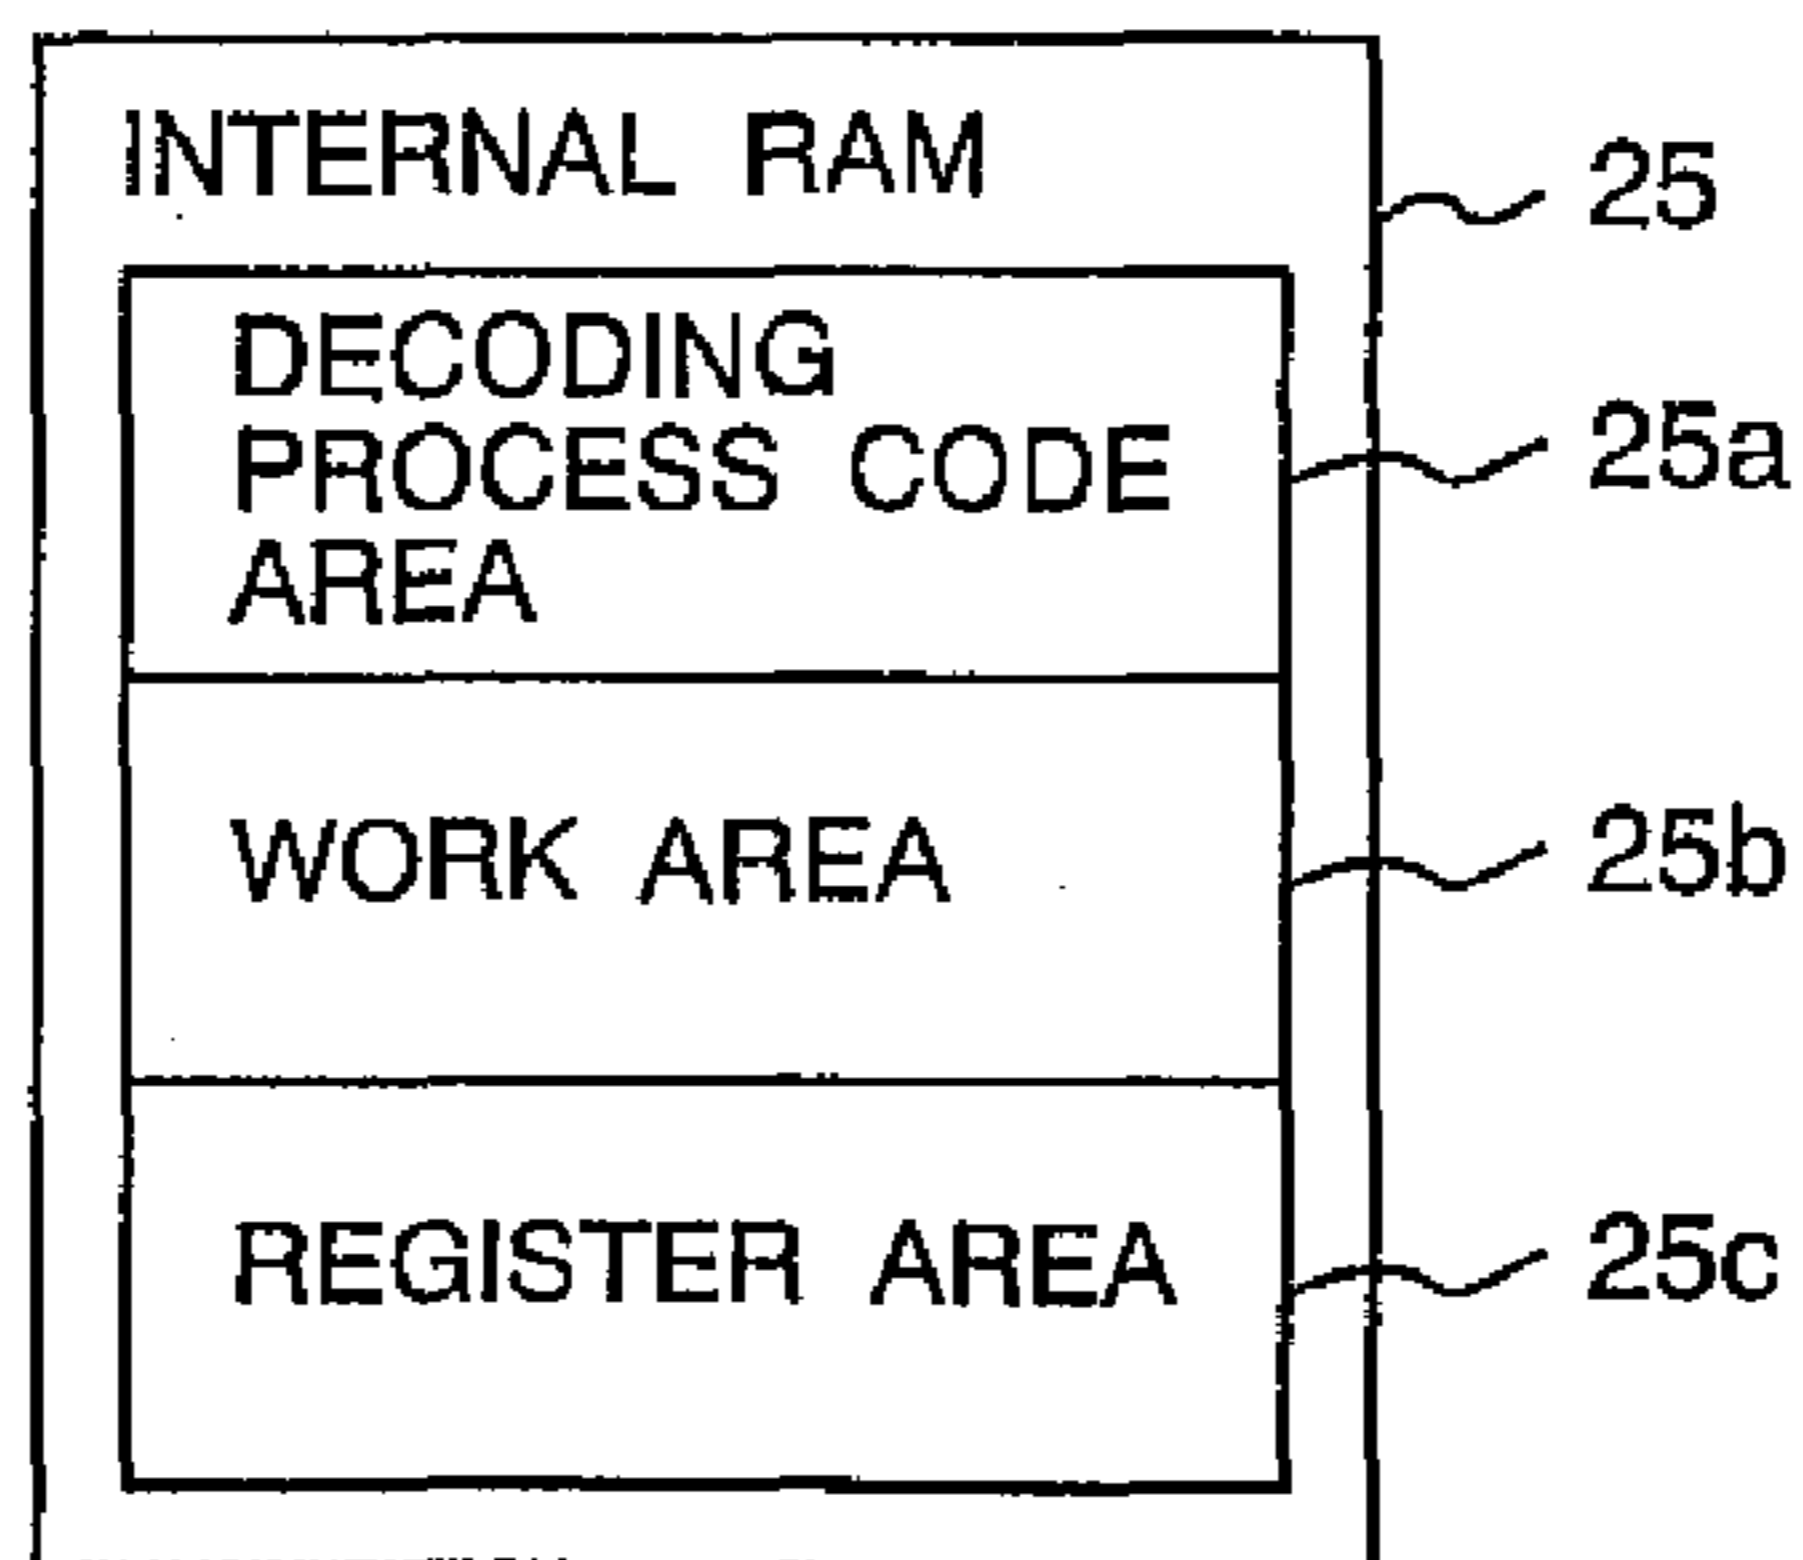 INTERNAL RAM
25
DECODING
PROCESS CODE
AREA
25a
WORK AREA
25b
REGISTER AREA
25c